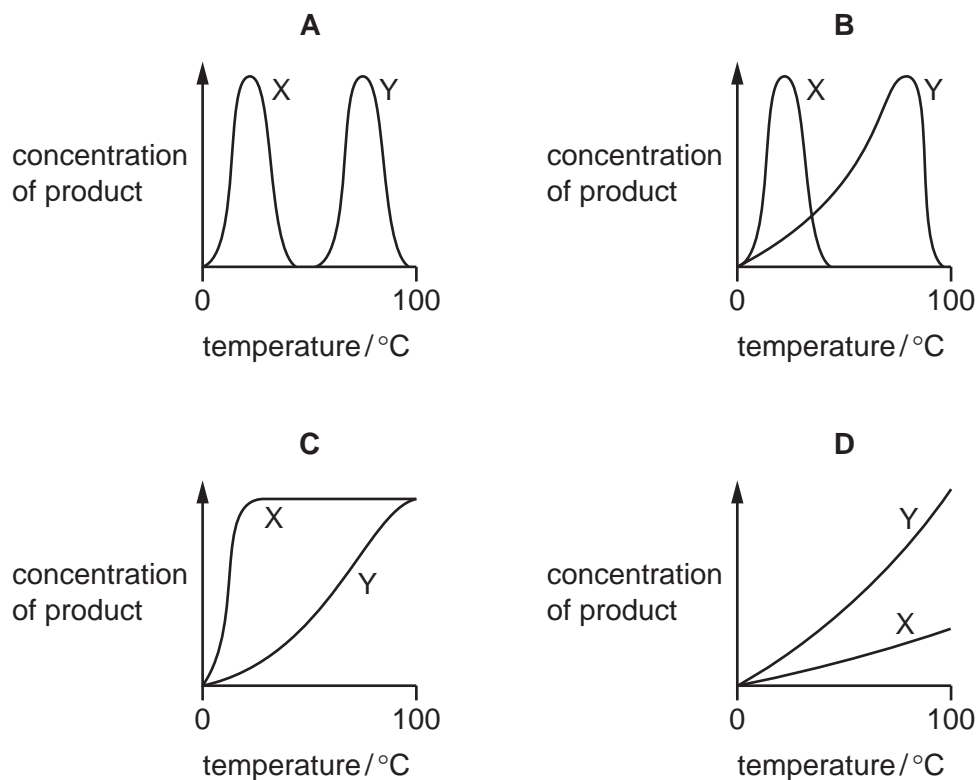 A
X
Y
concentration
of product
0
100
temperature / °C
B
X
Y
concentration
of product
0
100
temperature / °C
C
X
Y
concentration
of product
0
100
temperature / °C
D
Y
X
concentration
of product
0
100
temperature / °C